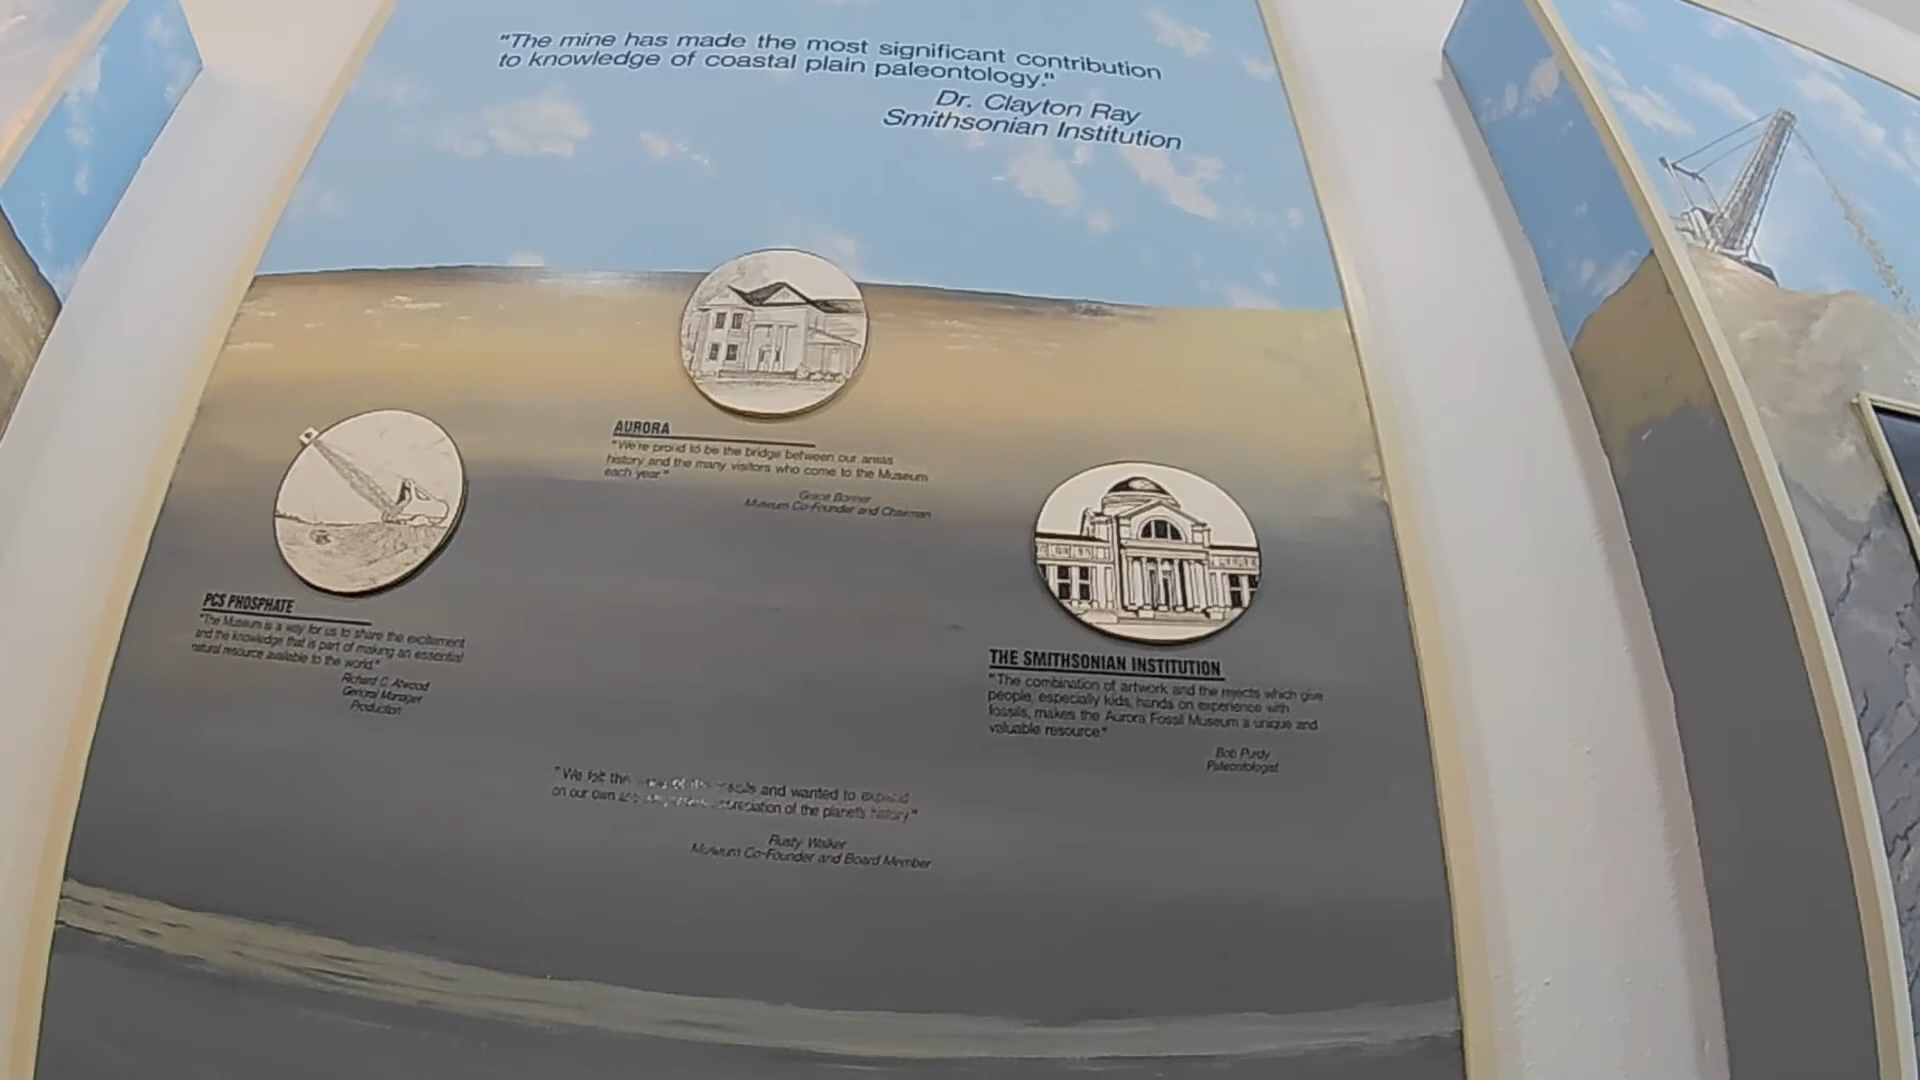 "The mine has made the most significant contribution
to knowledge of coastal plain paleontology."
Dr. Clayton Ray
Smithsonian Institution
AURORA
"We're proud to be the bridge between our areas
history and the many visitors who come to the Museum
each year."
Grace Bonner
Museum Co-Founder and Chairman
PCS PHOSPHATE
"The Museum is a way for us to share the excitement
and the knowledge that is part of making an essential
natural resource available to the world."
Richard C. Atwood
General Manager
Production
THE SMITHSONIAN INSTITUTION
"The combination of artwork and the rejects which give
people, especially kids, hands on experience with
fossils, makes the Aurora Fossil Museum a unique and
valuable resource."
Bob Purdy
Paleontologist
"We felt the of the fossils and wanted to expand
on our own appreciation of the planet's history."
Rusty Walker
Museum Co-Founder and Board Member